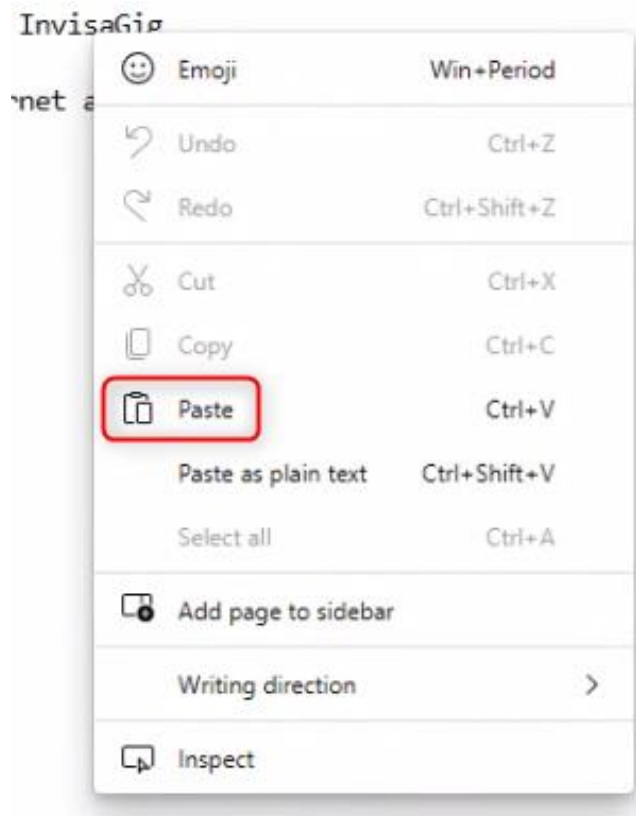 InvisaGig
Emoji Win+Period
rnet a
Undo Ctrl+Z
Redo Ctrl+Shift+Z
Cut Ctrl+X
Copy Ctrl+C
Paste Ctrl+V
Paste as plain text Ctrl+Shift+V
Select all Ctrl+A
Add page to sidebar
Writing direction
Inspect